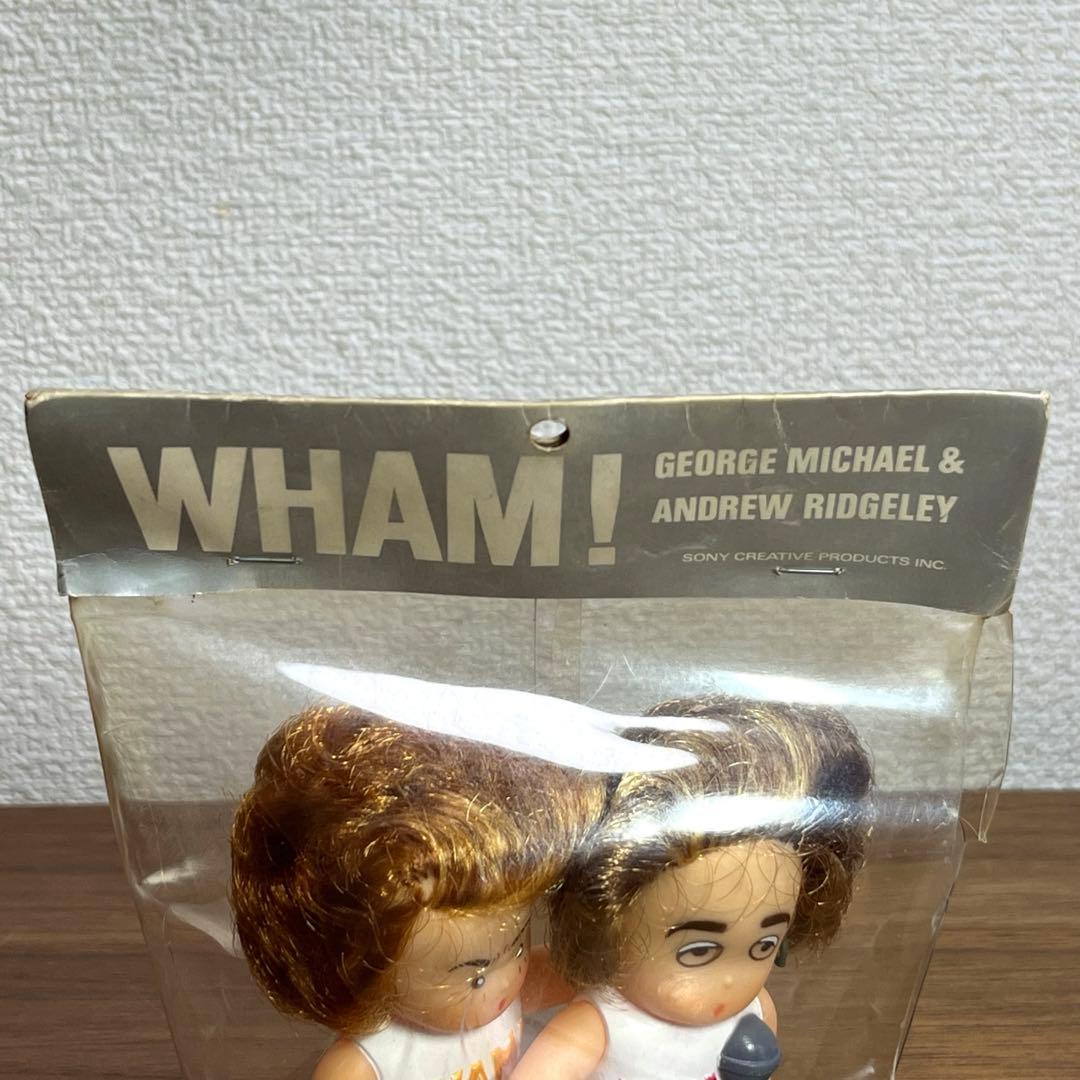 WHAM!
GEORGE MICHAEL &
ANDREW RIDGELEY
SONY CREATIVE PRODUCTS INC.